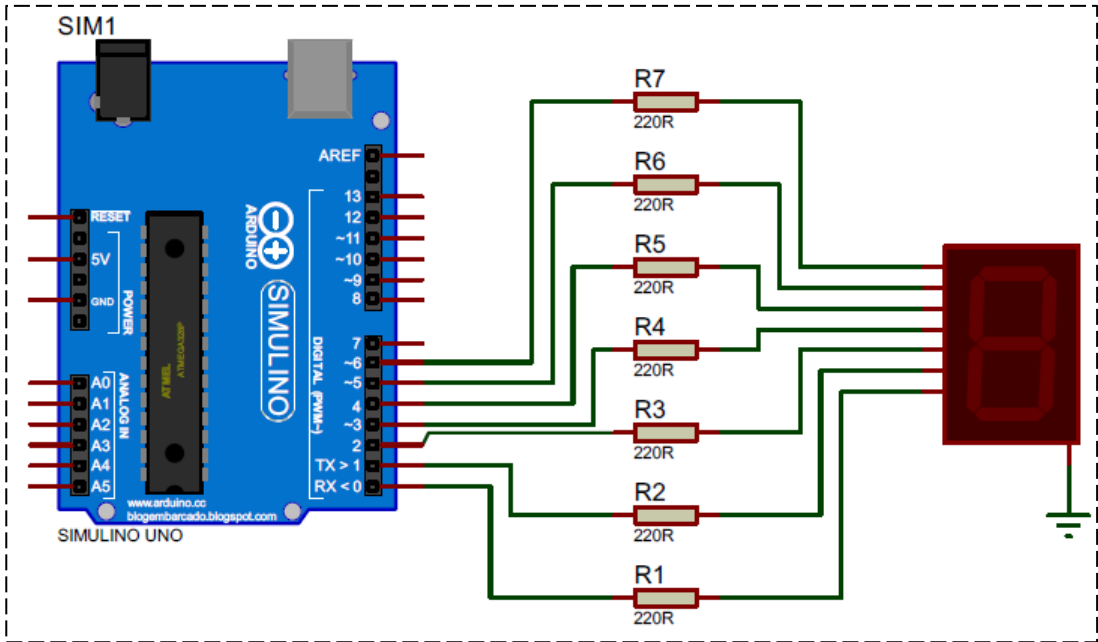 SIM1
AREF
13
12
~11
~10
~9
8
7
~6
~5
4
~3
2
TX > 1
RX < 0
RESET
5V
GND
POWER
A0
A1
A2
A3
A4
A5
ANALOG IN
ATMEL
ATMEGA328P
ARDUINO
SIMULINO
DIGITAL (PWM~)
www.arduino.cc
blogembarcado.blogspot.com
SIMULINO UNO
R7
220R
R6
220R
R5
220R
R4
220R
R3
220R
R2
220R
R1
220R